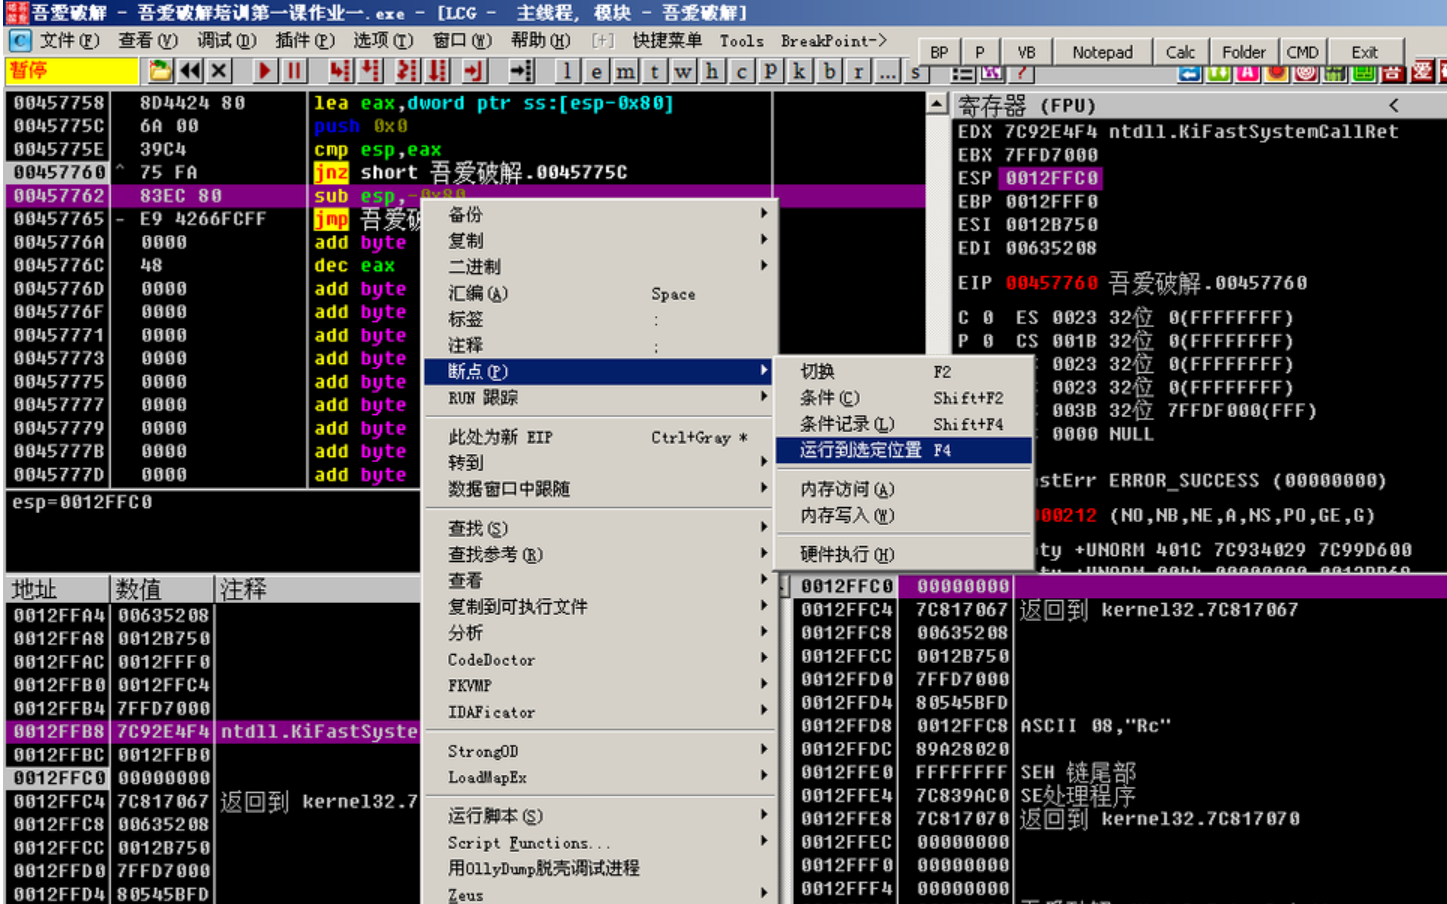 吾爱破解 - 吾爱破解培训第一课作业一.exe - [LCG - 主线程, 模块 - 吾爱破解]
文件(F) 查看(V) 调试(D) 插件(P) 选项(T) 窗口(W) 帮助(H) [+] 快捷菜单 Tools BreakPoint->
BP P VB Notepad Calc Folder CMD Exit
暂停
l e m t w h c P k b r ... s
00457758 8D4424 80 lea eax,dword ptr ss:[esp-0x80]
0045775C 6A 00 push 0x0
0045775E 39C4 cmp esp,eax
00457760 ^ 75 FA jnz short 吾爱破解.0045775C
00457762 83EC 80 sub esp,-0x80
00457765 - E9 4266FCFF jmp 吾爱破
0045776A 0000 add byte
0045776C 48 dec eax
0045776D 0000 add byte
0045776F 0000 add byte
00457771 0000 add byte
00457773 0000 add byte
00457775 0000 add byte
00457777 0000 add byte
00457779 0000 add byte
0045777B 0000 add byte
0045777D 0000 add byte
esp=0012FFC0
备份
复制
二进制
汇编(A) Space
标签 :
注释 ;
断点(P)
RUN 跟踪
此处为新 EIP Ctrl+Gray *
转到
数据窗口中跟随
查找(S)
查找参考(R)
查看
复制到可执行文件
分析
CodeDoctor
FKVMP
IDAFicator
StrongOD
LoadMapEx
运行脚本(S)
Script Functions...
用OllyDump脱壳调试进程
Zeus
切换 F2
条件(C) Shift+F2
条件记录(L) Shift+F4
运行到选定位置 F4
内存访问(A)
内存写入(W)
硬件执行(H)
寄存器 (FPU) <
EDX 7C92E4F4 ntdll.KiFastSystemCallRet
EBX 7FFD7000
ESP 0012FFC0
EBP 0012FFF0
ESI 0012B750
EDI 00635208
EIP 00457760 吾爱破解.00457760
C 0 ES 0023 32位 0(FFFFFFFF)
P 0 CS 001B 32位 0(FFFFFFFF)
0023 32位 0(FFFFFFFF)
0023 32位 0(FFFFFFFF)
003B 32位 7FFDF000(FFF)
0000 NULL
stErr ERROR_SUCCESS (00000000)
00212 (NO,NB,NE,A,NS,PO,GE,G)
ty +UNORM 401C 7C934029 7C99D600
地址 数值 注释
0012FFA4 00635208
0012FFA8 0012B750
0012FFAC 0012FFF0
0012FFB0 0012FFC4
0012FFB4 7FFD7000
0012FFB8 7C92E4F4 ntdll.KiFastSyste
0012FFBC 0012FFB0
0012FFC0 00000000
0012FFC4 7C817067 返回到 kernel32.7
0012FFC8 00635208
0012FFCC 0012B750
0012FFD0 7FFD7000
0012FFD4 80545BFD
0012FFC0 00000000
0012FFC4 7C817067 返回到 kernel32.7C817067
0012FFC8 00635208
0012FFCC 0012B750
0012FFD0 7FFD7000
0012FFD4 80545BFD
0012FFD8 0012FFC8 ASCII 08,"Rc"
0012FFDC 89A28020
0012FFE0 FFFFFFFF SEH 链尾部
0012FFE4 7C839AC0 SE处理程序
0012FFE8 7C817070 返回到 kernel32.7C817070
0012FFEC 00000000
0012FFF0 00000000
0012FFF4 00000000